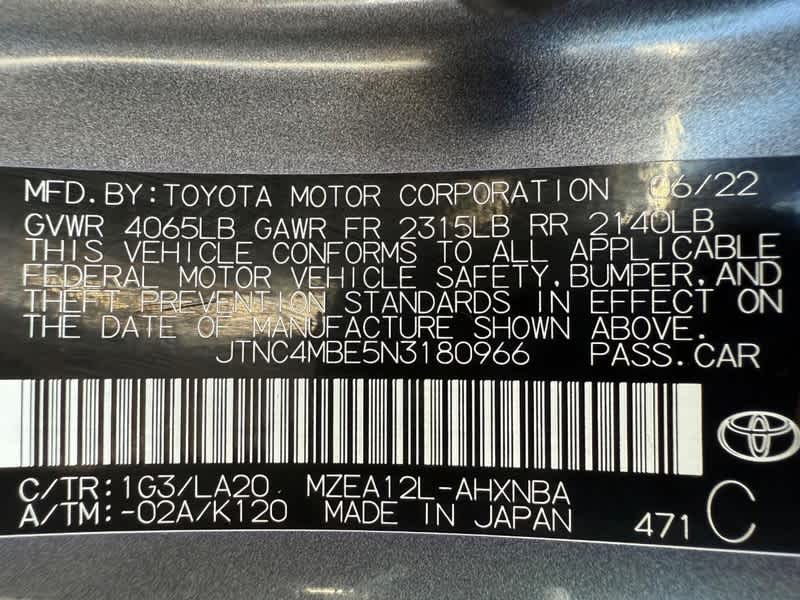 MFD.BY:TOYOTA MOTOR CORPORATION 06/22
GVWR 4065LB GAWR FR 2315LB RR 2140LB
THIS VEHICLE CONFORMS TO ALL APPLICABLE
FEDERAL MOTOR VEHICLE SAFETY,BUMPER,AND
THEFT PREVENTION STANDARDS IN EFFECT ON
THE DATE OF MANUFACTURE SHOWN ABOVE.
JTNC4MBE5N3180966 PASS.CAR
C/TR:1G3/LA20 MZEA12L-AHXNBA
A/TM:-02A/K120 MADE IN JAPAN 471 C